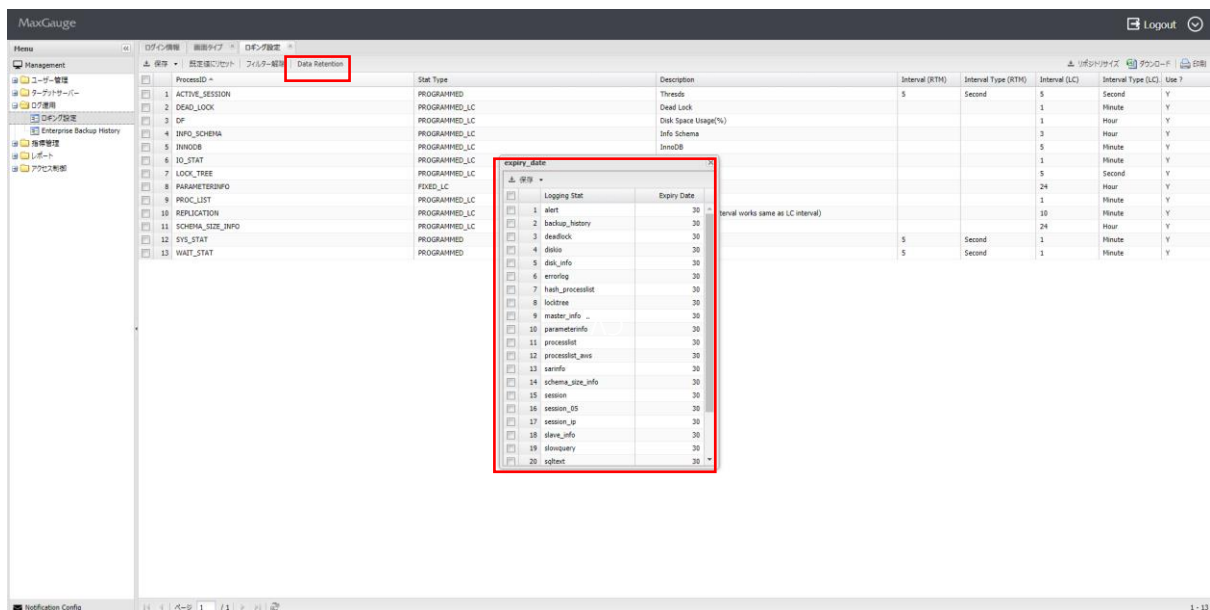 MaxGauge
Logout
Menu
ログイン情報 画面タイプ ロギング設定
Management
保存 既定値にリセット フィルター解除 Data Retention
リポジトリサイズ ダウンロード 印刷
ユーザー管理
ターゲットサーバー
ログ運用
ロギング設定
Enterprise Backup History
指標管理
レポート
アクセス制御
ProcessID Stat Type Description Interval (RTM) Interval Type (RTM) Interval (LC) Interval Type (LC) Use ?
1 ACTIVE_SESSION PROGRAMMED Thresds 5 Second 5 Second Y
2 DEAD_LOCK PROGRAMMED_LC Dead Lock 1 Minute Y
3 DF PROGRAMMED_LC Disk Space Usage(%) 1 Hour Y
4 INFO_SCHEMA PROGRAMMED_LC Info Schema 3 Hour Y
5 INNODB PROGRAMMED_LC InnoDB 5 Minute Y
6 IO_STAT PROGRAMMED_LC 1 Minute Y
7 LOCK_TREE PROGRAMMED_LC 5 Second Y
8 PARAMETERINFO FIXED_LC 24 Hour Y
9 PROC_LIST PROGRAMMED_LC 1 Minute Y
10 REPLICATION PROGRAMMED_LC terval works same as LC interval) 10 Minute Y
11 SCHEMA_SIZE_INFO PROGRAMMED_LC 24 Hour Y
12 SYS_STAT PROGRAMMED 5 Second 1 Minute Y
13 WAIT_STAT PROGRAMMED 5 Second 1 Minute Y
expiry_date
保存
Logging Stat Expiry Date
1 alert 30
2 backup_history 30
3 deadlock 30
4 diskio 30
5 disk_info 30
6 errorlog 30
7 hash_processlist 30
8 locktree 30
9 master_info .. 30
10 parameterinfo 30
11 processlist 30
12 processlist_aws 30
13 sarinfo 30
14 schema_size_info 30
15 session 30
16 session_05 30
17 session_ip 30
18 slave_info 30
19 slowquery 30
20 sqltext 30
Notification Config
ページ 1 / 1
1 - 13